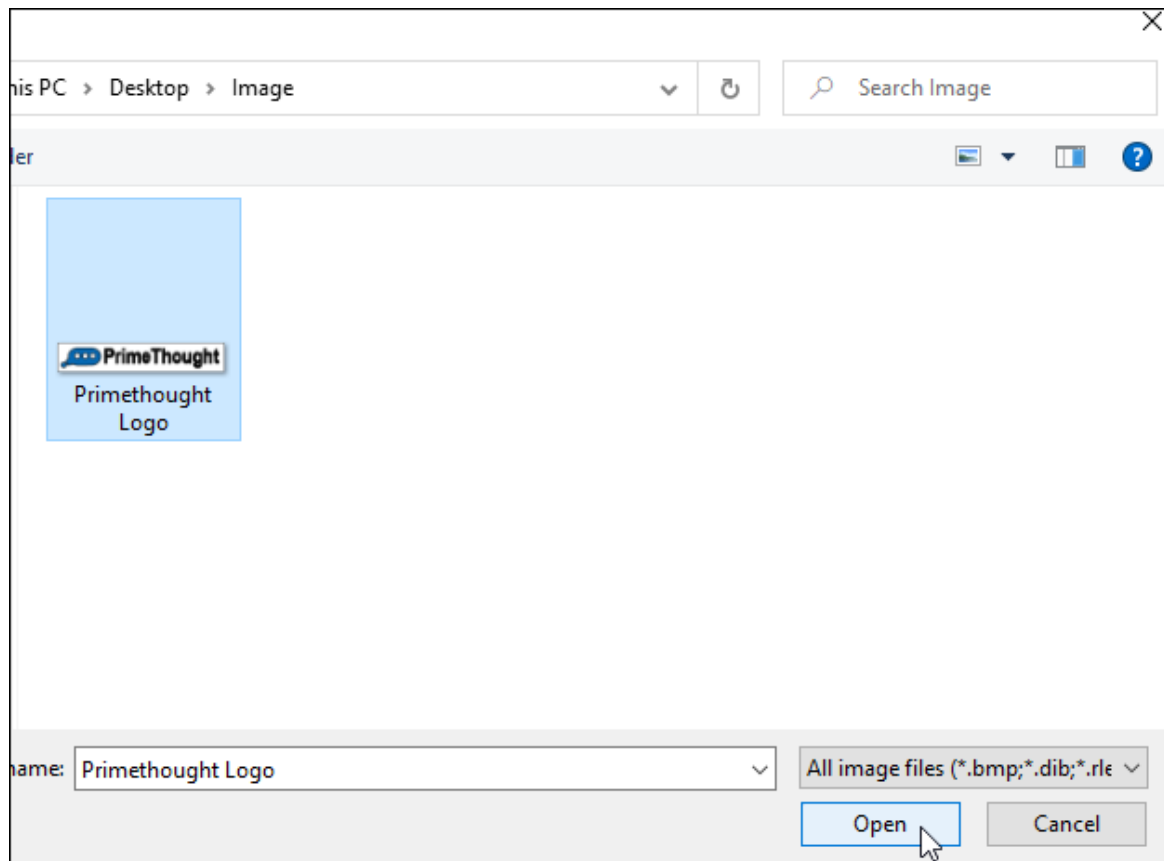 his PC > Desktop > Image
Search Image
der
?
PrimeThought
Primethought
Logo
name: Primethought Logo
All image files (*.bmp;*.dib;*.rle
Open
Cancel